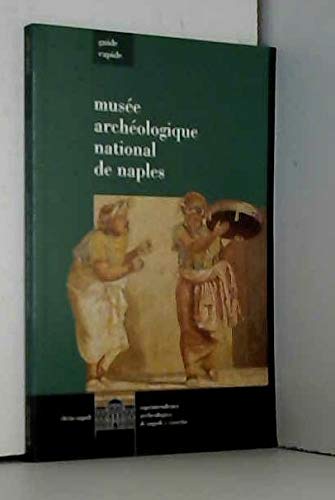 guide
rapide
musée
archéologique
national
de naples
electa napoli
soprintendenza
archeologica
di napoli e caserta